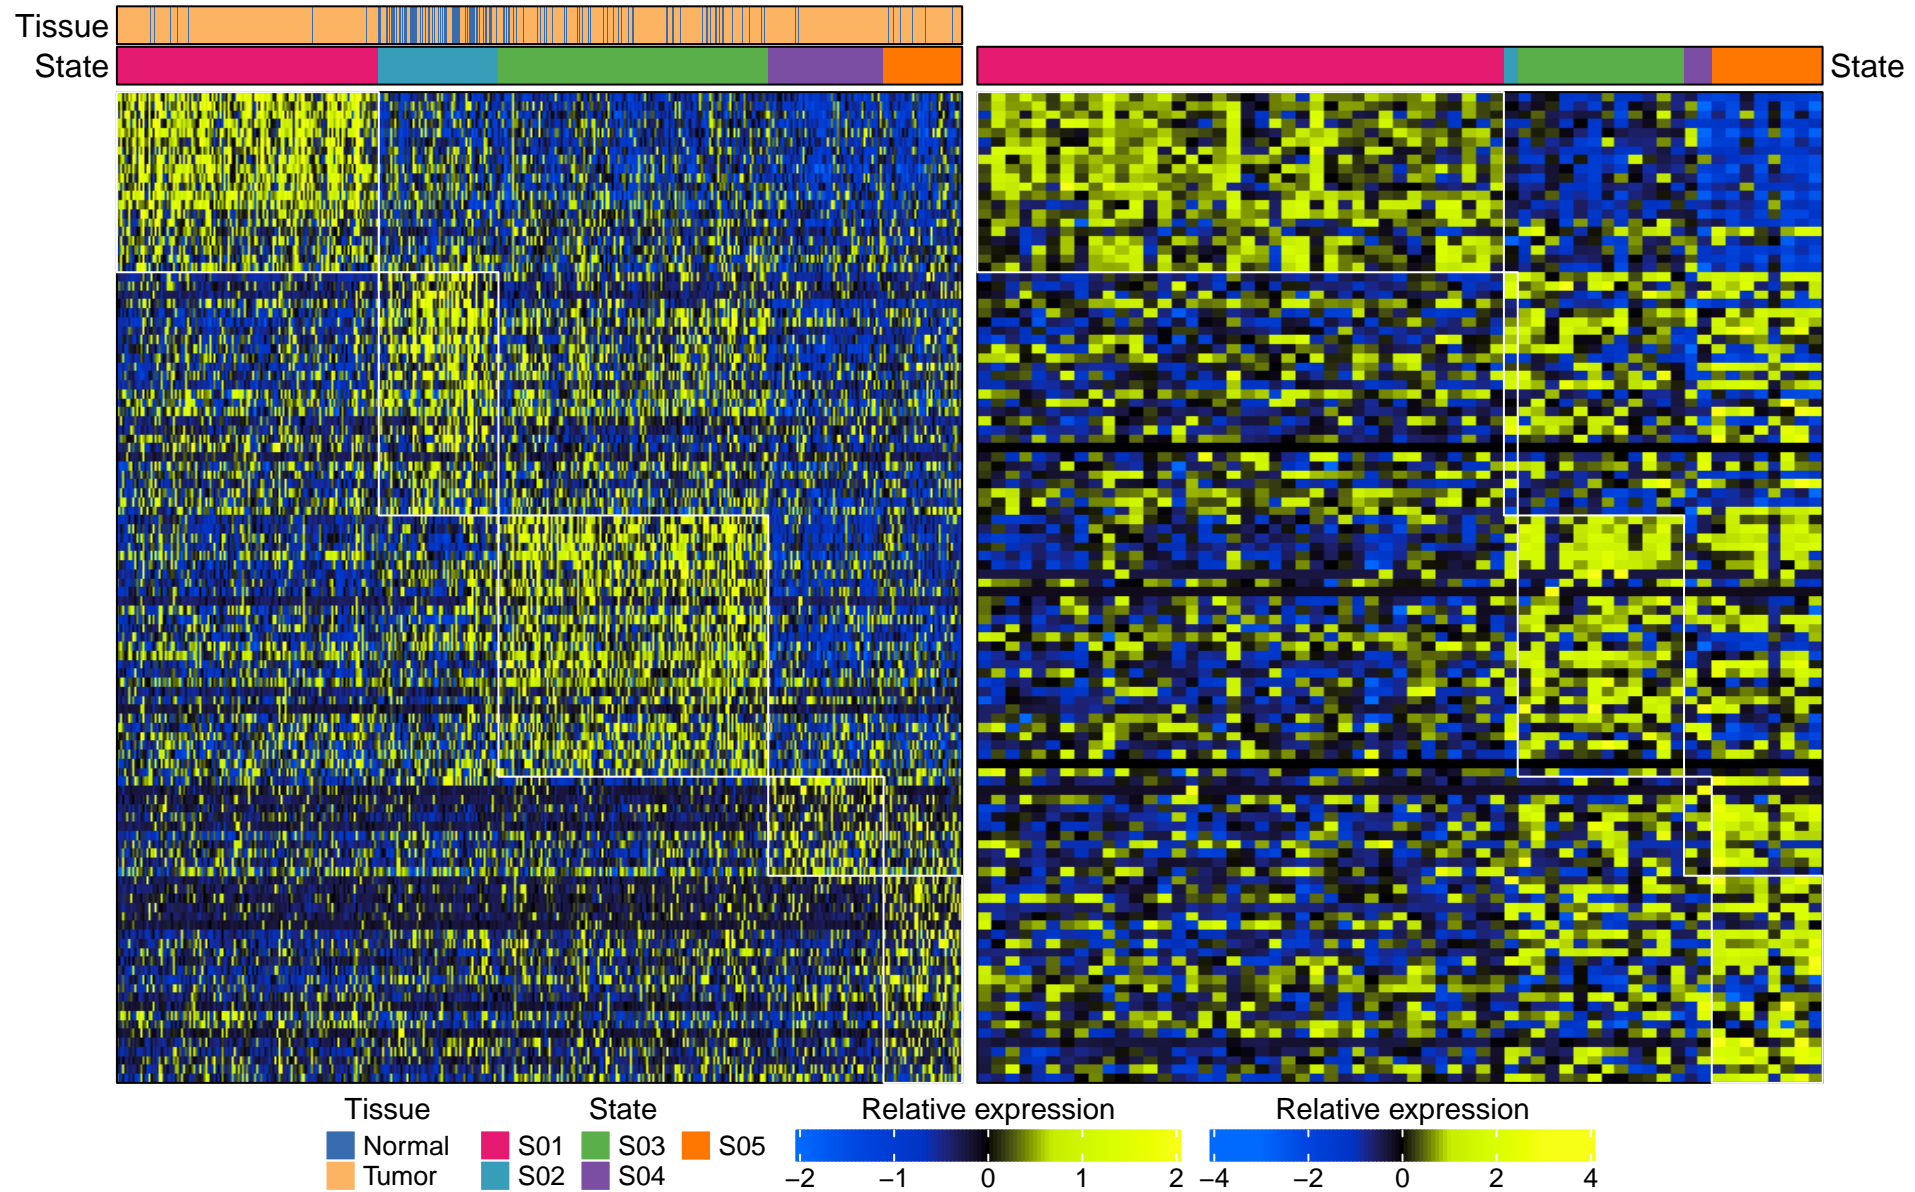 Tissue
State
State
Tissue State Relative expression Relative expression
Normal S01 S03 S05
Tumor S02 S04
−2 −1 0 1 2 −4 −2 0 2 4